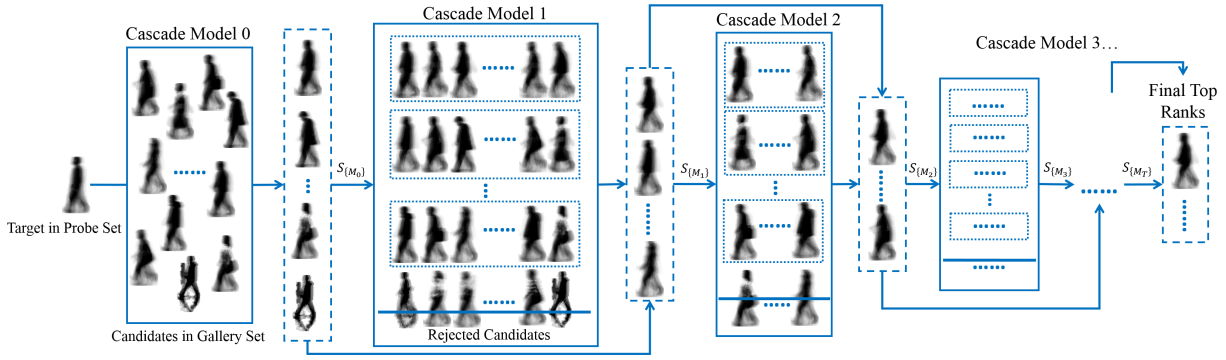 Cascade Model 0
Cascade Model 1
Cascade Model 2
Cascade Model 3…
Final Top
Ranks
S{M0}
S{M1}
S{M2}
S{M3}
S{MT}
Target in Probe Set
Candidates in Gallery Set
Rejected Candidates